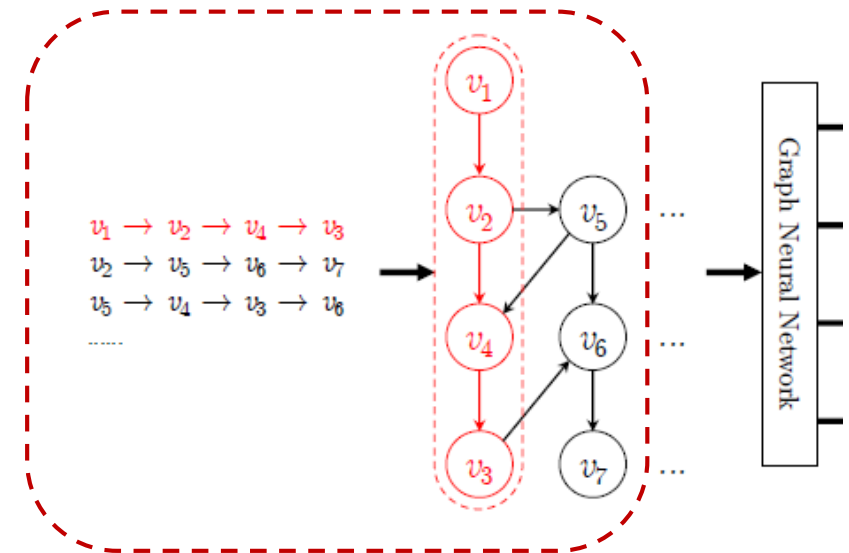 v₁ → v₂ → v₄ → v₃
v₂ → v₅ → v₆ → v₇
v₅ → v₄ → v₃ → v₆
......
v₁
v₂ v₅ ...
v₄ v₆ ...
v₃ v₇ ...
Graph Neural Network